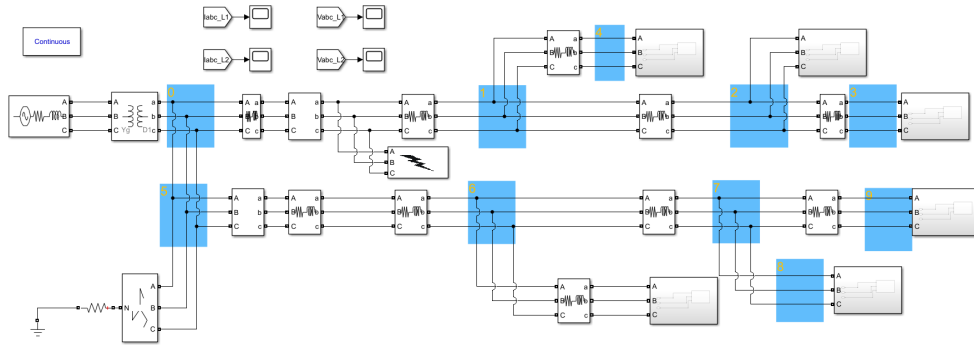 Iabc_L1
Vabc_L1
Continuous
Iabc_L2
Vabc_L2
4
A a A
B b B
C c C
A
B
C
0 1 2 3
A A a A a A a A a A a A a A
B B b B b B b B b B b B b B
C C c C c C c C c C c C c C
Yg D1
A
B
C
5 6 7 9
A a A a A a A a A a A
B b B b B b B b B b B
C c C c C c C c C c C
8
A
B
C
A a A
B b B
C c C
A
N B
C